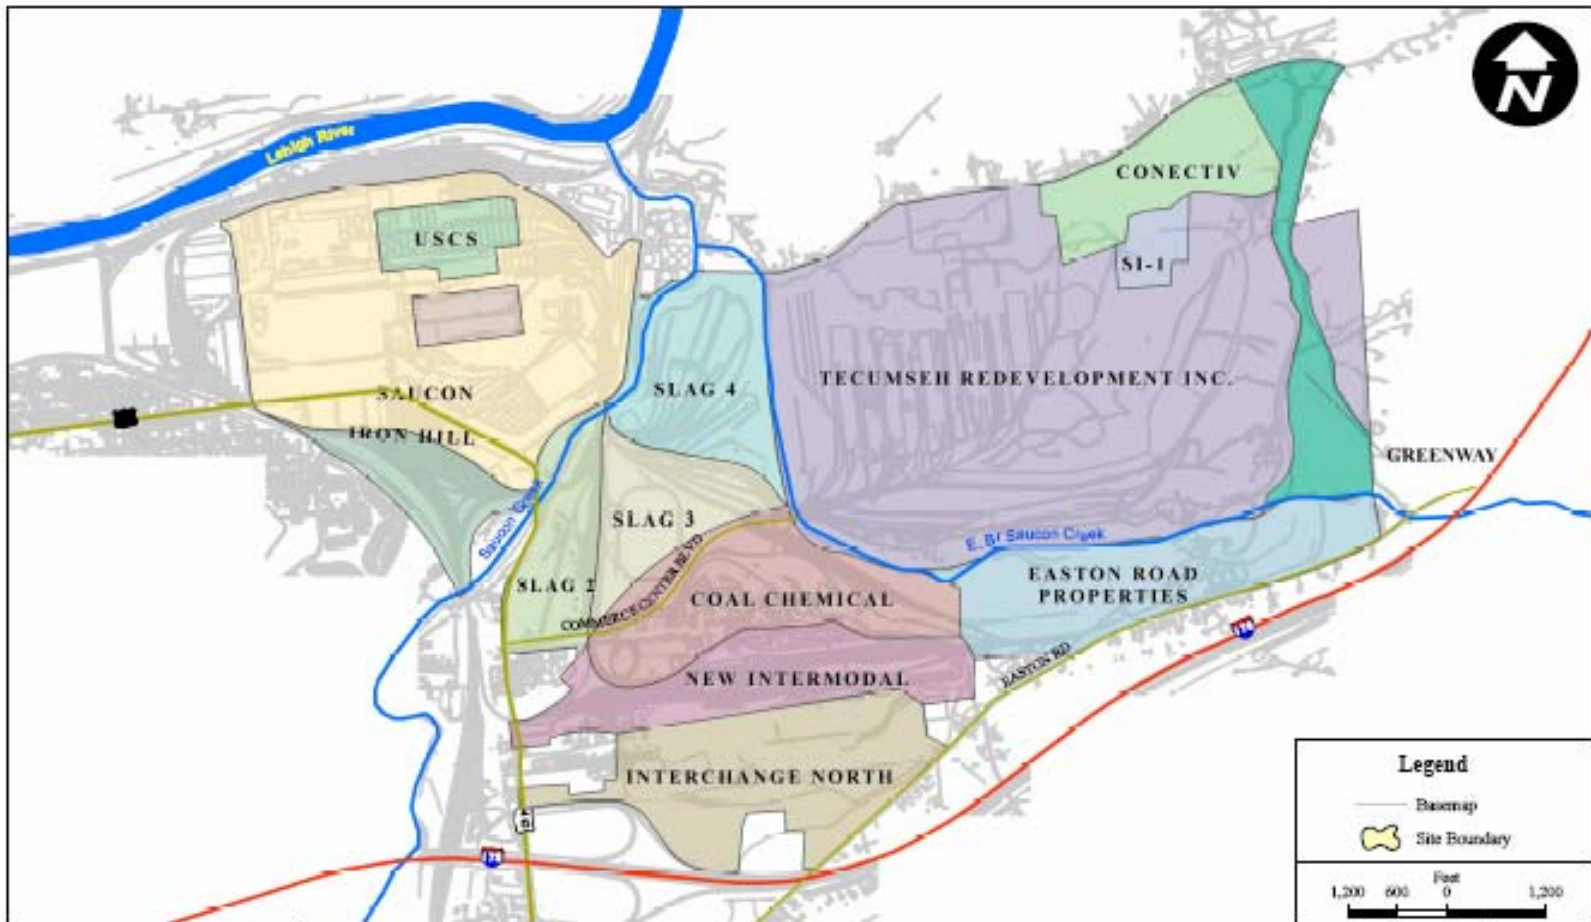 N
Lehigh River
CONECTIV
USCS
SI-1
SAUCON
IRON HILL
SLAG 4
TECUMSEH REDEVELOPMENT INC.
GREENWAY
Saucon Creek
SLAG 3
E. Br Saucon Creek
SLAG 2
COMMERCE CENTER BLVD
COAL CHEMICAL
EASTON ROAD
PROPERTIES
EASTON RD
NEW INTERMODAL
INTERCHANGE NORTH
Legend
Basemap
Site Boundary
Feet
1,200 600 0 1,200